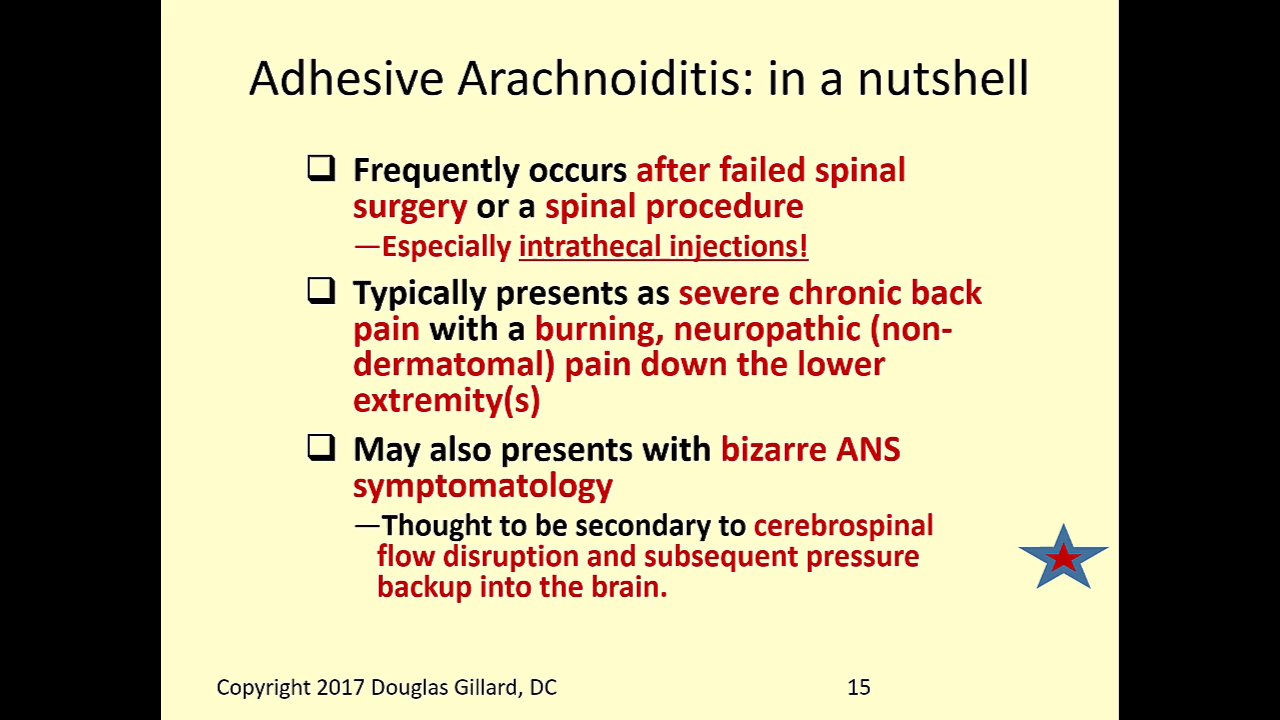 Adhesive Arachnoiditis: in a nutshell
Frequently occurs after failed spinal
surgery or a spinal procedure
—Especially intrathecal injections!
Typically presents as severe chronic back
pain with a burning, neuropathic (non-
dermatomal) pain down the lower
extremity(s)
May also presents with bizarre ANS
symptomatology
—Thought to be secondary to cerebrospinal
flow disruption and subsequent pressure
backup into the brain.
Copyright 2017 Douglas Gillard, DC
15